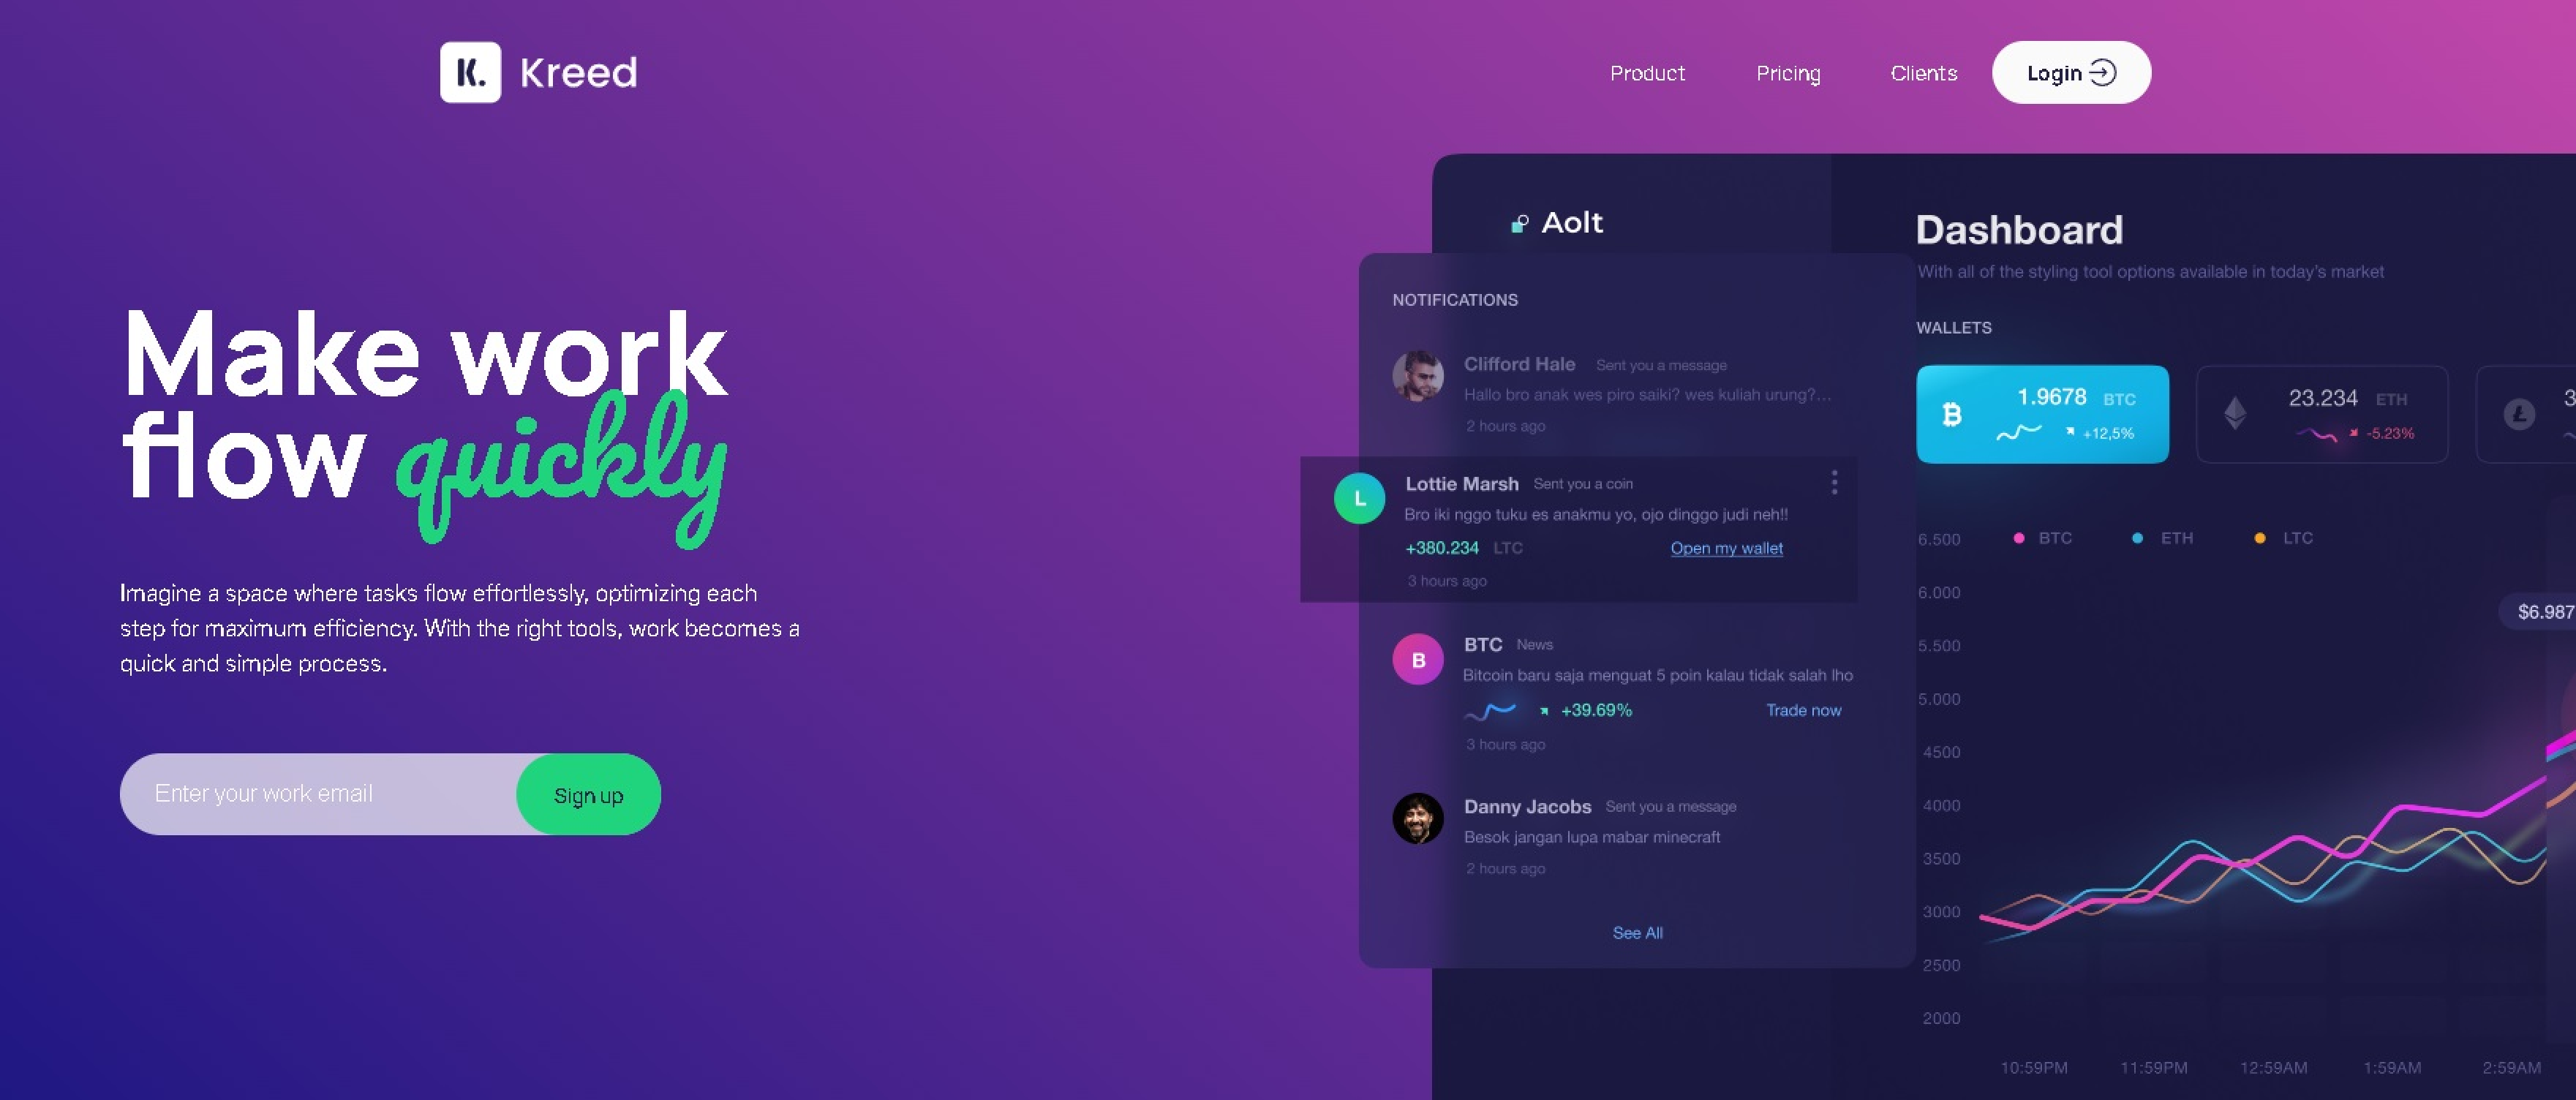 K. Kreed
Product Pricing Clients Login
Make work
flow quickly
Imagine a space where tasks flow effortlessly, optimizing each
step for maximum efficiency. With the right tools, work becomes a
quick and simple process.
Enter your work email Sign up
Aolt
NOTIFICATIONS
Clifford Hale Sent you a message
Hallo bro anak wes piro saiki? wes kuliah urung?...
2 hours ago
L
Lottie Marsh Sent you a coin
Bro iki nggo tuku es anakmu yo, ojo dinggo judi neh!!
+380.234 LTC Open my wallet
3 hours ago
B
BTC News
Bitcoin baru saja menguat 5 poin kalau tidak salah lho
+39.69% Trade now
3 hours ago
Danny Jacobs Sent you a message
Besok jangan lupa mabar minecraft
2 hours ago
See All
Dashboard
With all of the styling tool options available in today's market
WALLETS
1.9678 BTC
+12,5%
23.234 ETH
-5.23%
3
BTC ETH LTC
6.500
6.000
5.500
5.000
4500
4000
3500
3000
2500
2000
$6.987
10:59PM 11:59PM 12:59AM 1:59AM 2:59AM